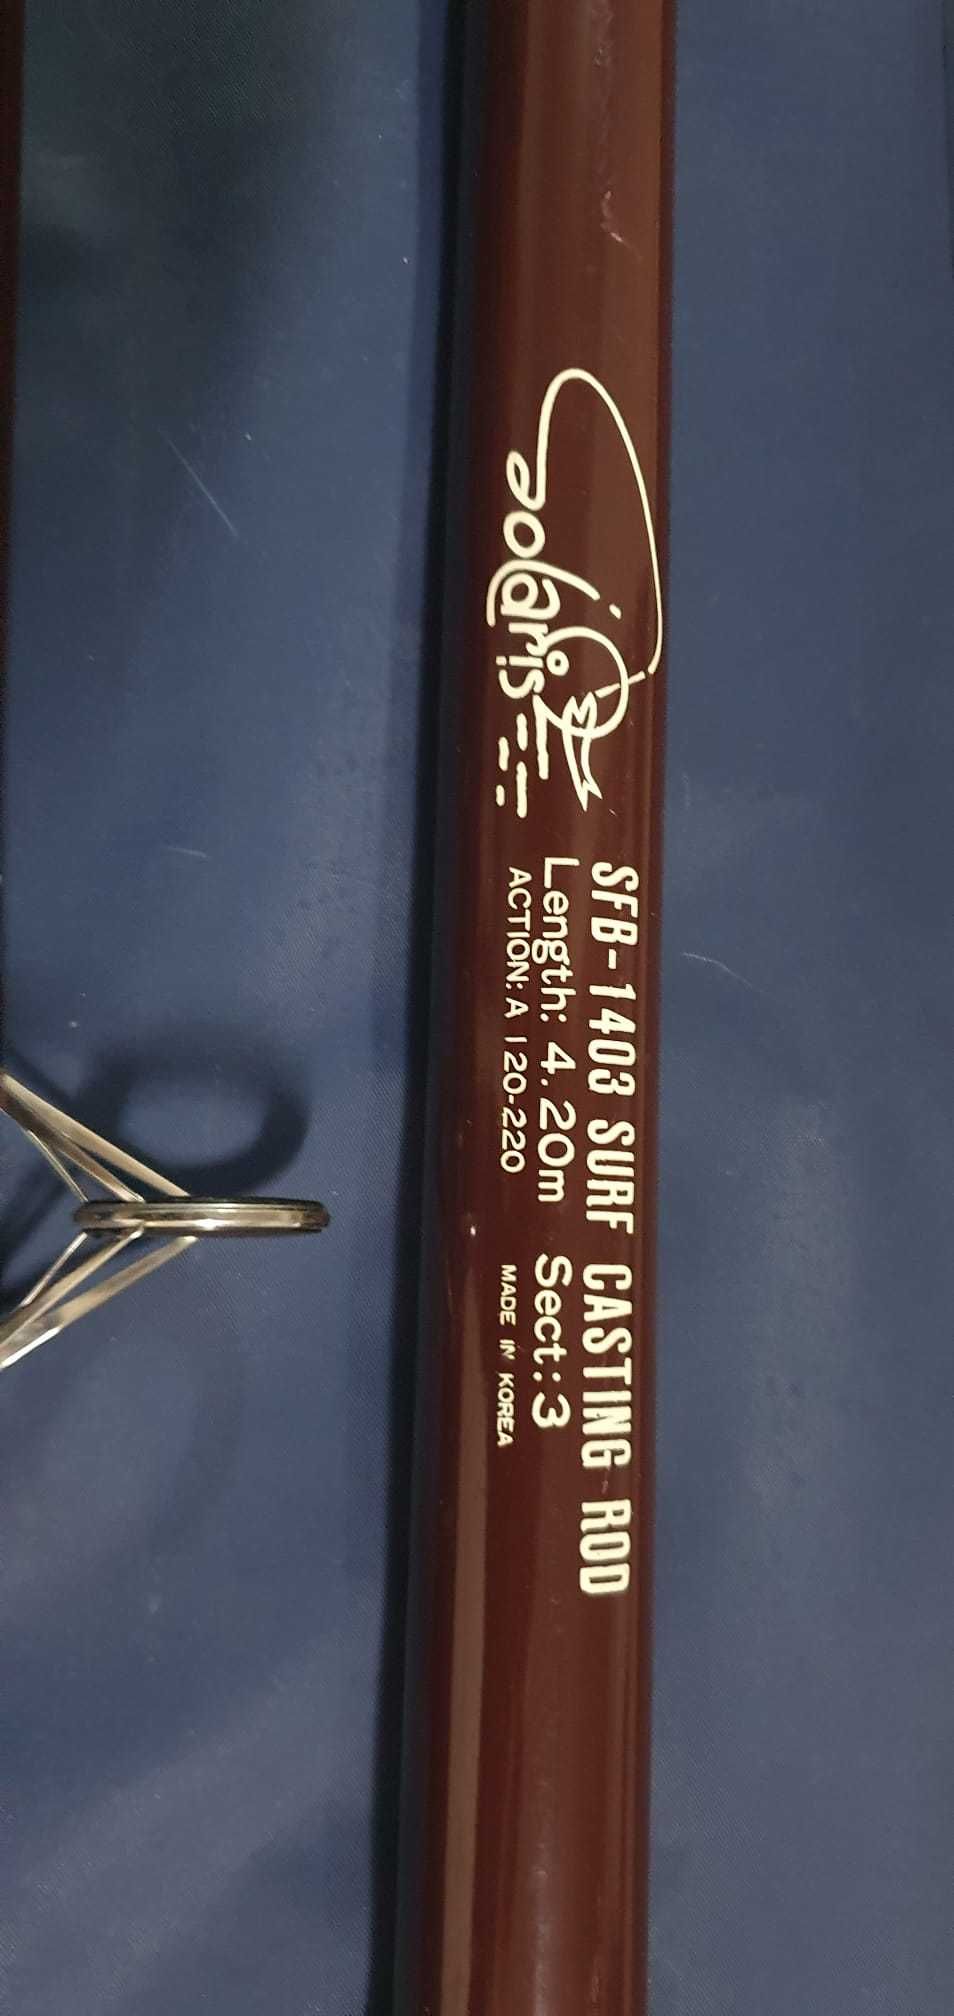 Solaris
SFB-1403 SURF CASTING ROD
Length: 4.20m Sect:3
ACTION: A 120-220 MADE IN KOREA